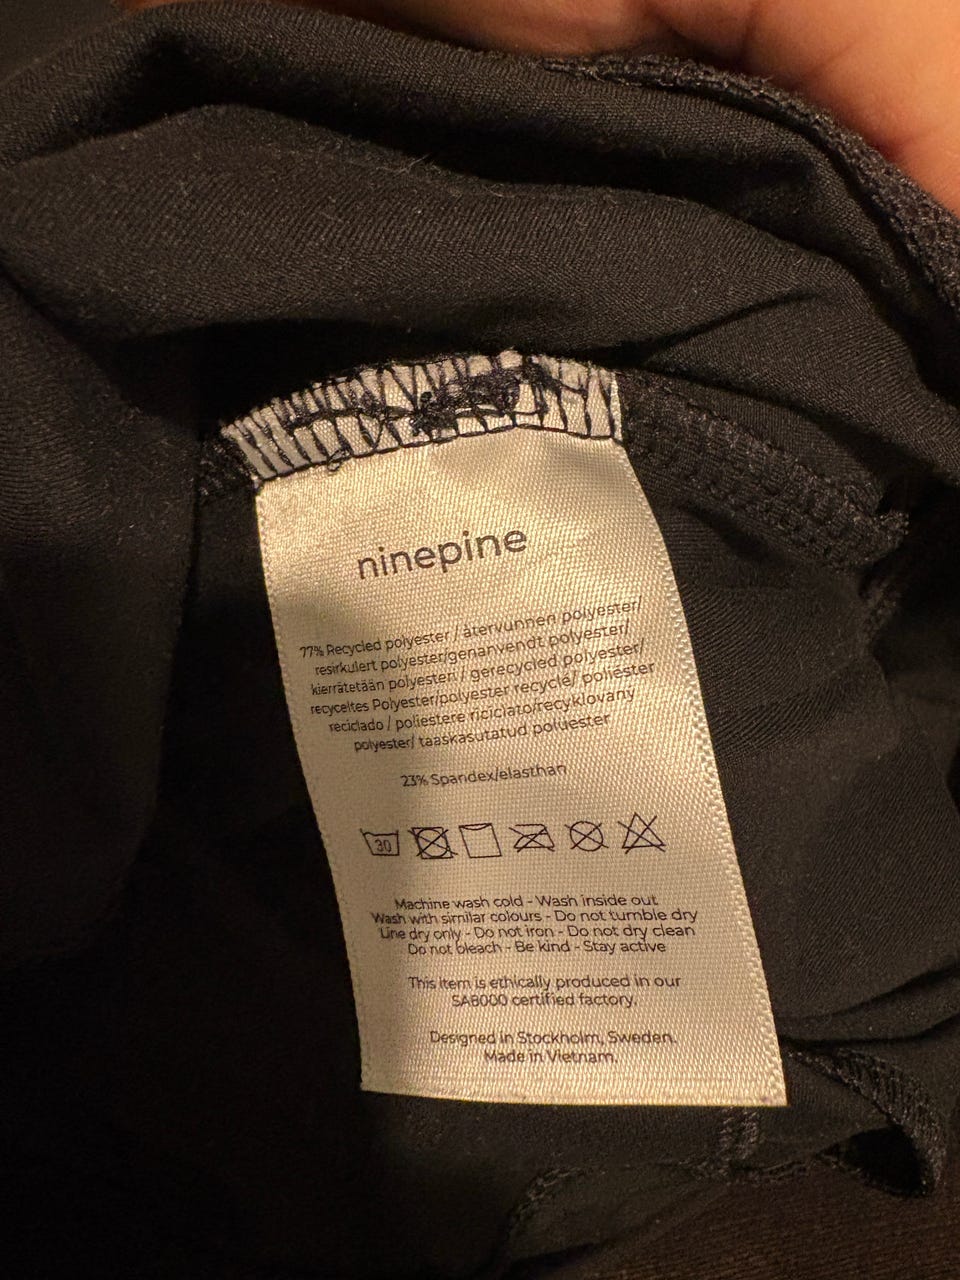 ninepine
77% Recycled polyester / återvunnen polyester/
resirkulert polyester/genanvendt polyester/
kierrätetään polyesteri / gerecycled polyester/
recyceltes Polyester/polyester recyclé/ poliéster
reciclado / poliestere riciclato/recyklovaný
polyester/ taaskasutatud polüester
23% Spandex/elasthan
30
Machine wash cold - Wash inside out
Wash with similar colours - Do not tumble dry
Line dry only - Do not iron - Do not dry clean
Do not bleach - Be kind - Stay active
This item is ethically produced in our
SA8000 certified factory.
Designed in Stockholm, Sweden.
Made in Vietnam.